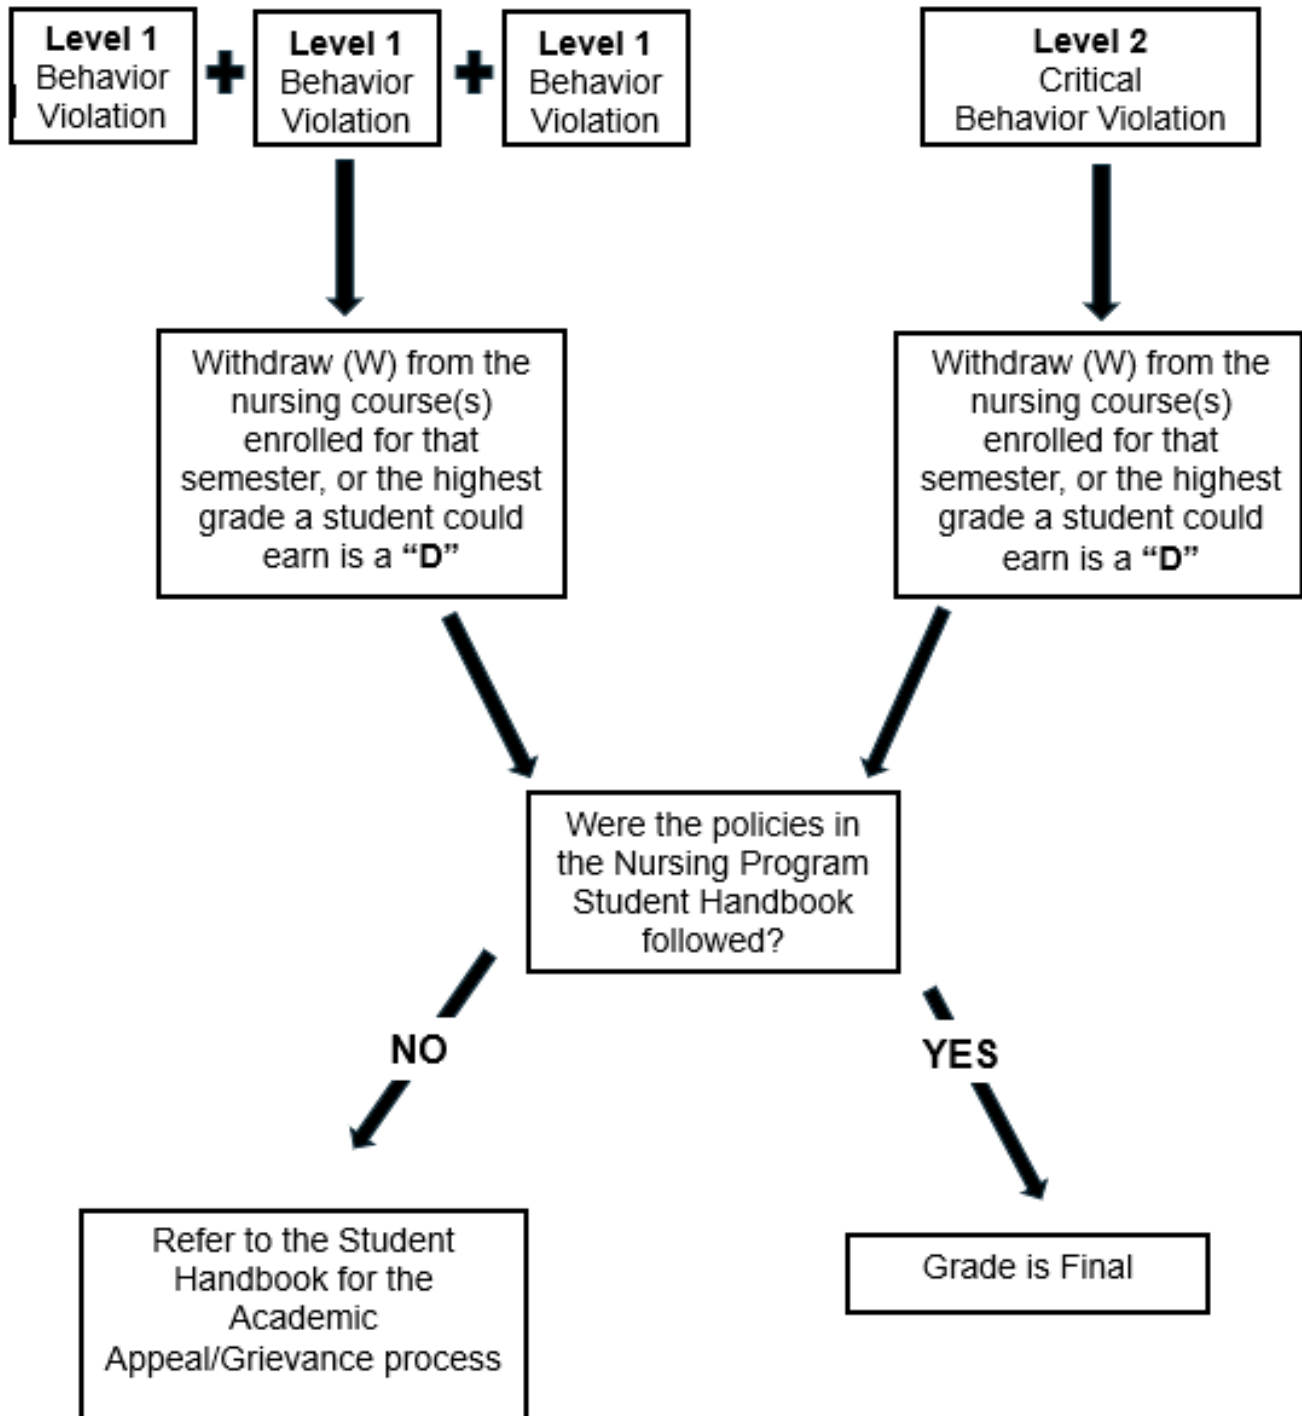 Level 1
Behavior
Violation
Level 1
Behavior
Violation
Level 1
Behavior
Violation
Level 2
Critical
Behavior Violation
Withdraw (W) from the
nursing course(s)
enrolled for that
semester, or the highest
grade a student could
earn is a “D”
Withdraw (W) from the
nursing course(s)
enrolled for that
semester, or the highest
grade a student could
earn is a “D”
Were the policies in
the Nursing Program
Student Handbook
followed?
NO
YES
Refer to the Student
Handbook for the
Academic
Appeal/Grievance process
Grade is Final